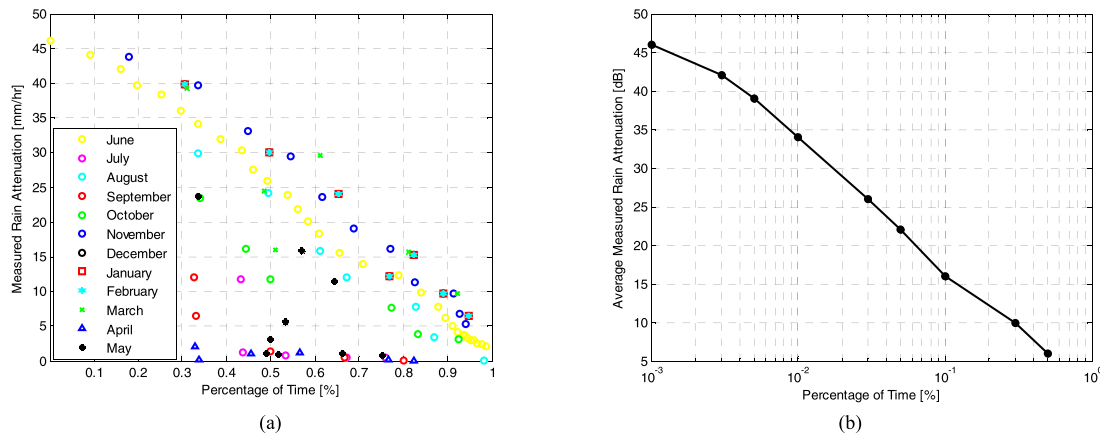 50
45
40
35
30
25
20
15
10
5
0
Measured Rain Attenuation [mm/hr]
June
July
August
September
October
November
December
January
February
March
April
May
0.1 0.2 0.3 0.4 0.5 0.6 0.7 0.8 0.9 1
Percentage of Time [%]
(a)
50
45
40
35
30
25
20
15
10
5
Average Measured Rain Attenuation [dB]
10⁻³ 10⁻² 10⁻¹ 10⁰
Percentage of Time [%]
(b)